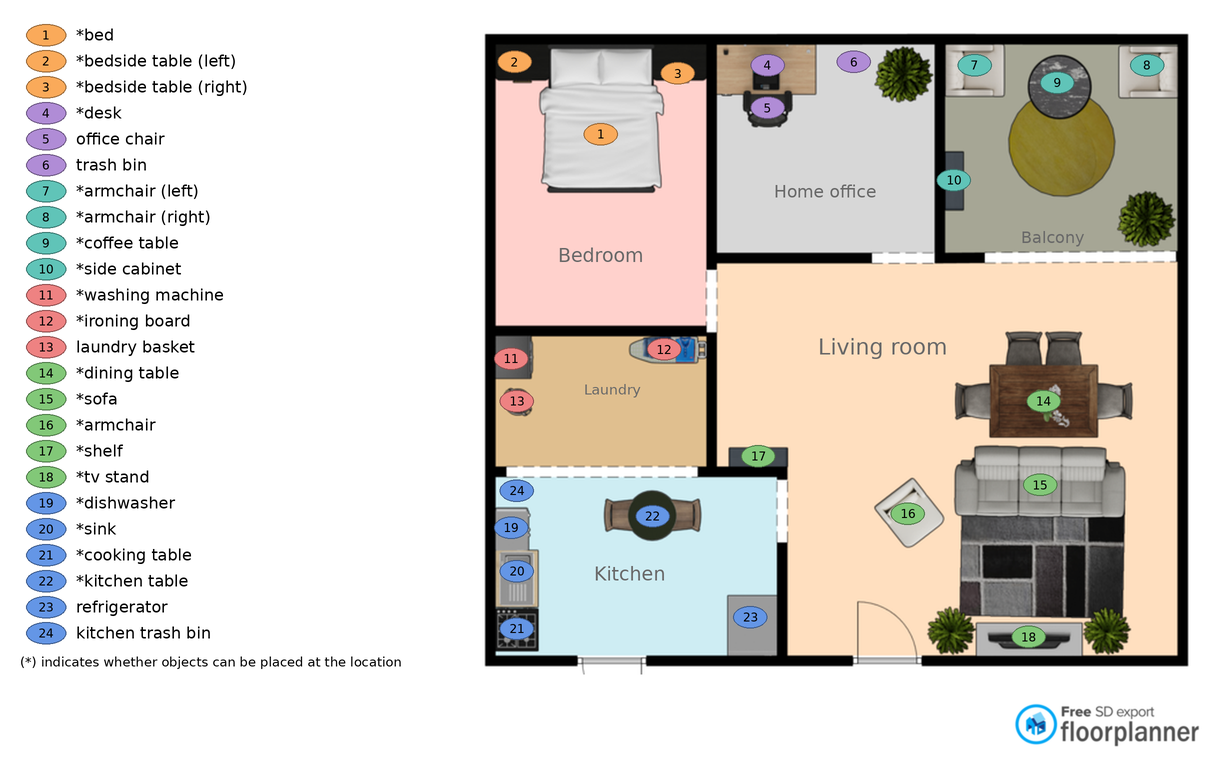 1 *bed
2 *bedside table (left)
3 *bedside table (right)
4 *desk
5 office chair
6 trash bin
7 *armchair (left)
8 *armchair (right)
9 *coffee table
10 *side cabinet
11 *washing machine
12 *ironing board
13 laundry basket
14 *dining table
15 *sofa
16 *armchair
17 *shelf
18 *tv stand
19 *dishwasher
20 *sink
21 *cooking table
22 *kitchen table
23 refrigerator
24 kitchen trash bin
(*) indicates whether objects can be placed at the location
2
3
1
Bedroom
4
6
5
Home office
7
8
9
10
Balcony
11
12
13
Laundry
Living room
14
17
15
16
18
24
19
22
20
Kitchen
23
21
Free SD export
floorplanner